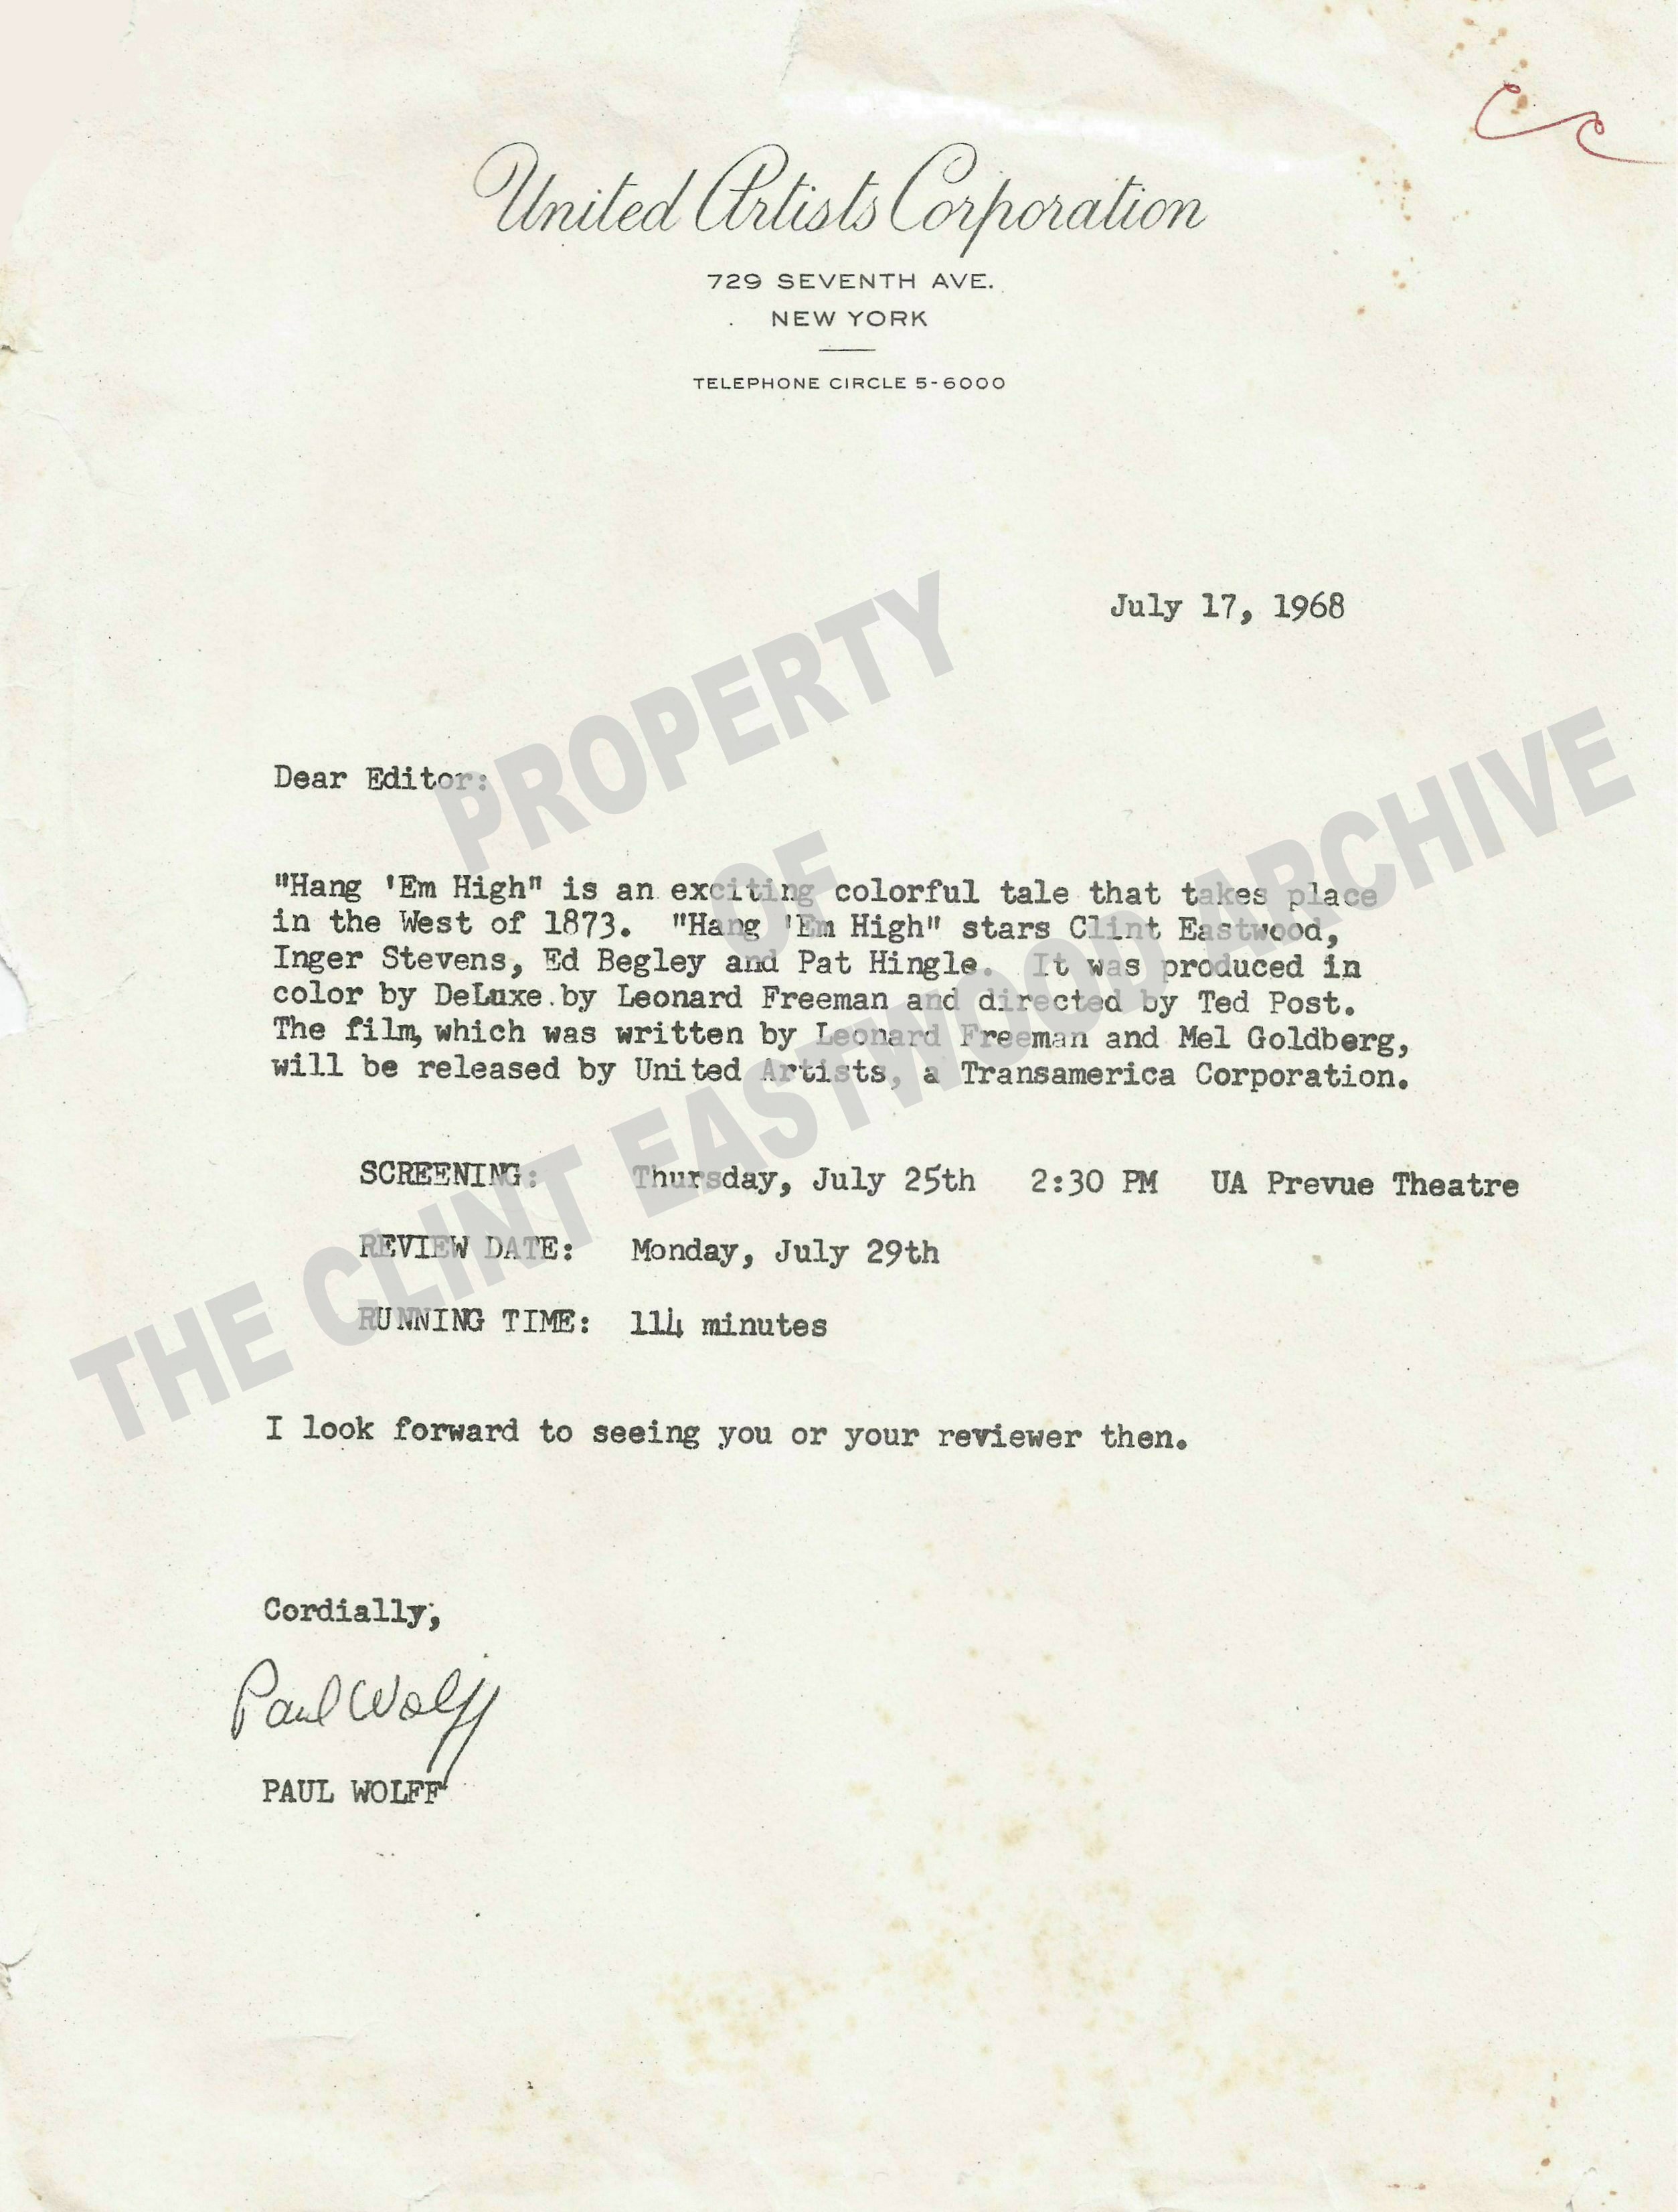 cc
United Artists Corporation
729 SEVENTH AVE.
NEW YORK
TELEPHONE CIRCLE 5-6000
July 17, 1968
Dear Editor:
"Hang 'Em High" is an exciting colorful tale that takes place
in the West of 1873. "Hang 'Em High" stars Clint Eastwood,
Inger Stevens, Ed Begley and Pat Hingle. It was produced in
color by DeLuxe by Leonard Freeman and directed by Ted Post.
The film, which was written by Leonard Freeman and Mel Goldberg,
will be released by United Artists, a Transamerica Corporation.
SCREENING: Thursday, July 25th 2:30 PM UA Prevue Theatre
REVIEW DATE: Monday, July 29th
RUNNING TIME: 114 minutes
I look forward to seeing you or your reviewer then.
Cordially,
Paul Wolff
PAUL WOLFF
PROPERTY
OF
THE CLINT EASTWOOD ARCHIVE